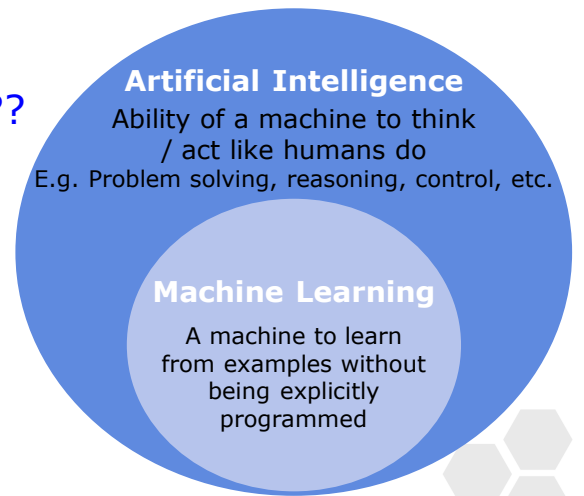 Artificial Intelligence
??
Ability of a machine to think
/ act like humans do
E.g. Problem solving, reasoning, control, etc.
Machine Learning
A machine to learn
from examples without
being explicitly
programmed